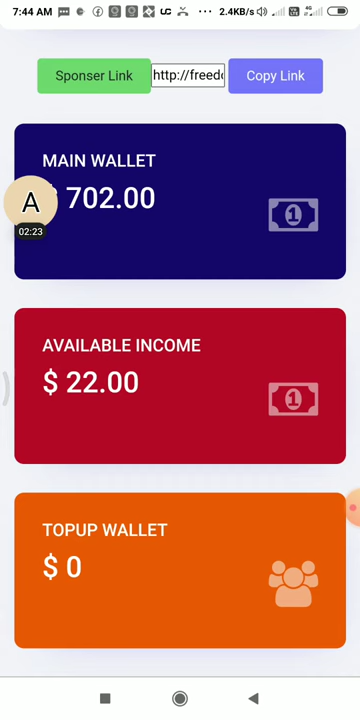 7:44 AM 2.4KB/s
Sponser Link http://freed Copy Link
MAIN WALLET
702.00
A
02:23
AVAILABLE INCOME
$ 22.00
TOPUP WALLET
$ 0